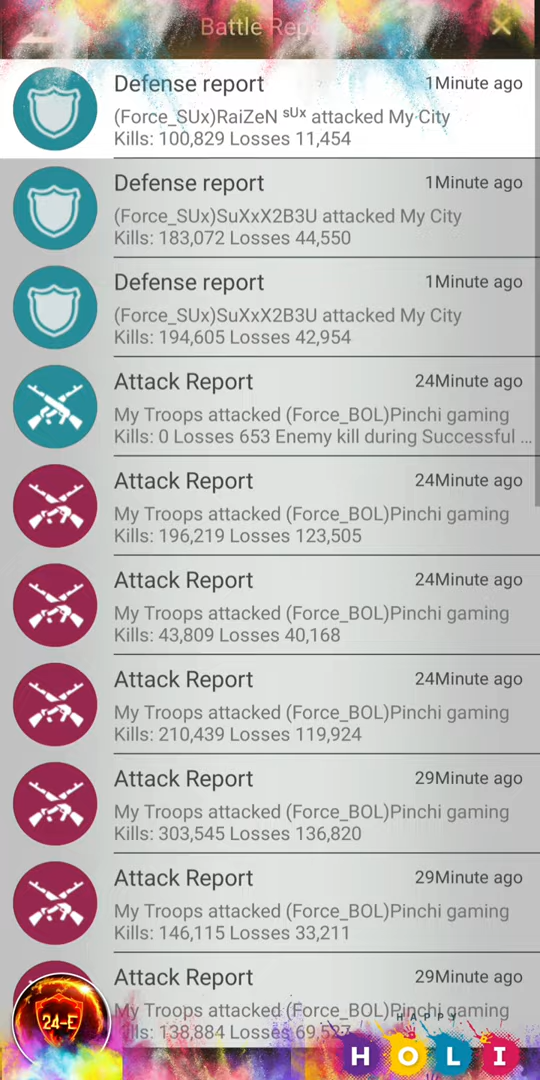 Battle Repo
Defense report
1Minute ago
(Force_SUx)RaiZeN ˢᵁˣ attacked My City
Kills: 100,829 Losses 11,454
Defense report
1Minute ago
(Force_SUx)SuXxX2B3U attacked My City
Kills: 183,072 Losses 44,550
Defense report
1Minute ago
(Force_SUx)SuXxX2B3U attacked My City
Kills: 194,605 Losses 42,954
Attack Report
24Minute ago
My Troops attacked (Force_BOL)Pinchi gaming
Kills: 0 Losses 653 Enemy kill during Successful ...
Attack Report
24Minute ago
My Troops attacked (Force_BOL)Pinchi gaming
Kills: 196,219 Losses 123,505
Attack Report
24Minute ago
My Troops attacked (Force_BOL)Pinchi gaming
Kills: 43,809 Losses 40,168
Attack Report
24Minute ago
My Troops attacked (Force_BOL)Pinchi gaming
Kills: 210,439 Losses 119,924
Attack Report
29Minute ago
My Troops attacked (Force_BOL)Pinchi gaming
Kills: 303,545 Losses 136,820
Attack Report
29Minute ago
My Troops attacked (Force_BOL)Pinchi gaming
Kills: 146,115 Losses 33,211
Attack Report
29Minute ago
My Troops attacked (Force_BOL)Pinchi gaming
Kills: 138,884 Losses 69,527
24-E
HAPPY
HOLI